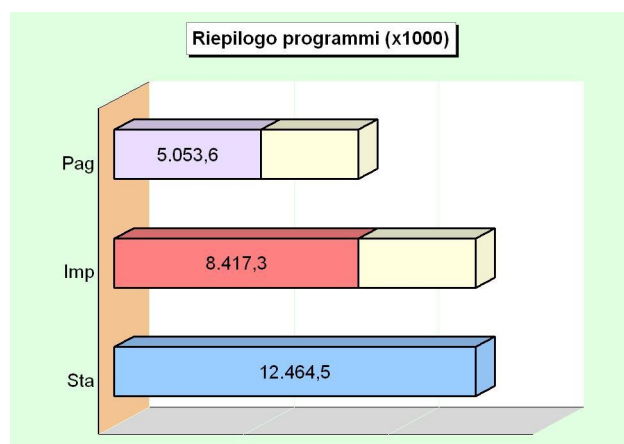 Riepilogo programmi (x1000)
Pag
5.053,6
Imp
8.417,3
Sta
12.464,5